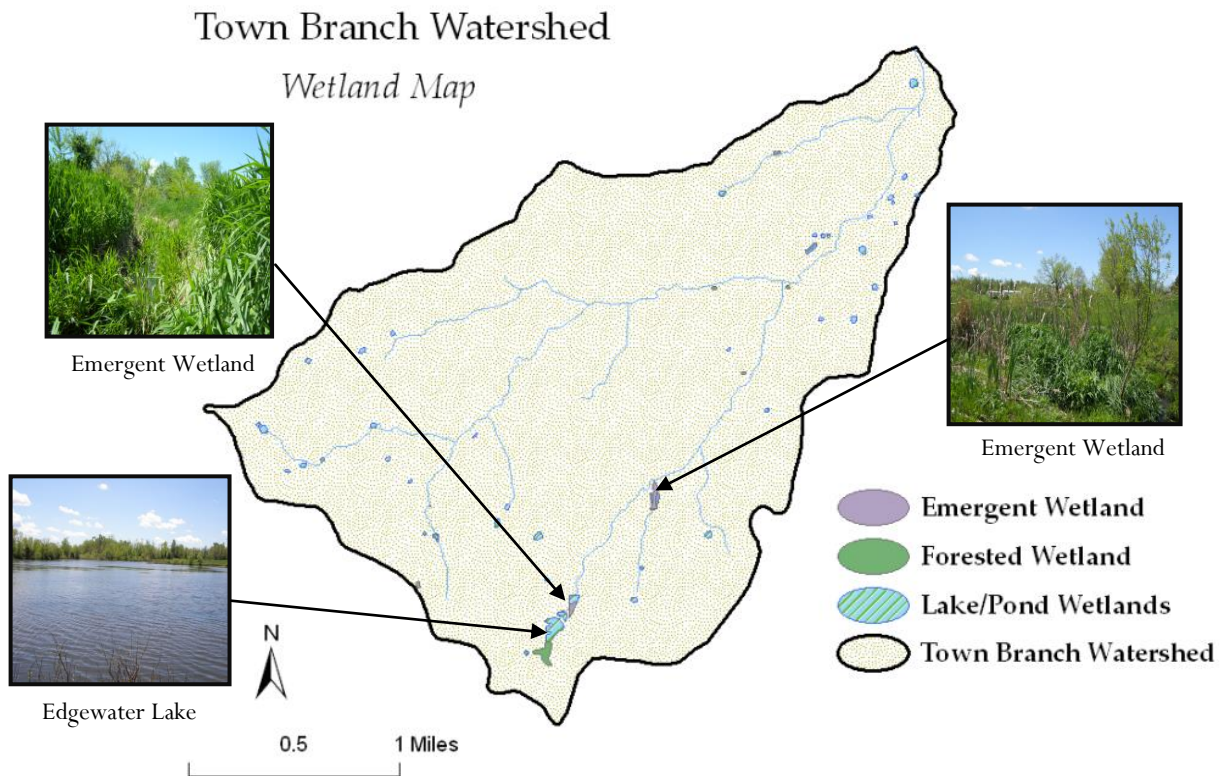 Town Branch Watershed
Wetland Map
Emergent Wetland
Emergent Wetland
Edgewater Lake
N
0.5 1 Miles
Emergent Wetland
Forested Wetland
Lake/Pond Wetlands
Town Branch Watershed